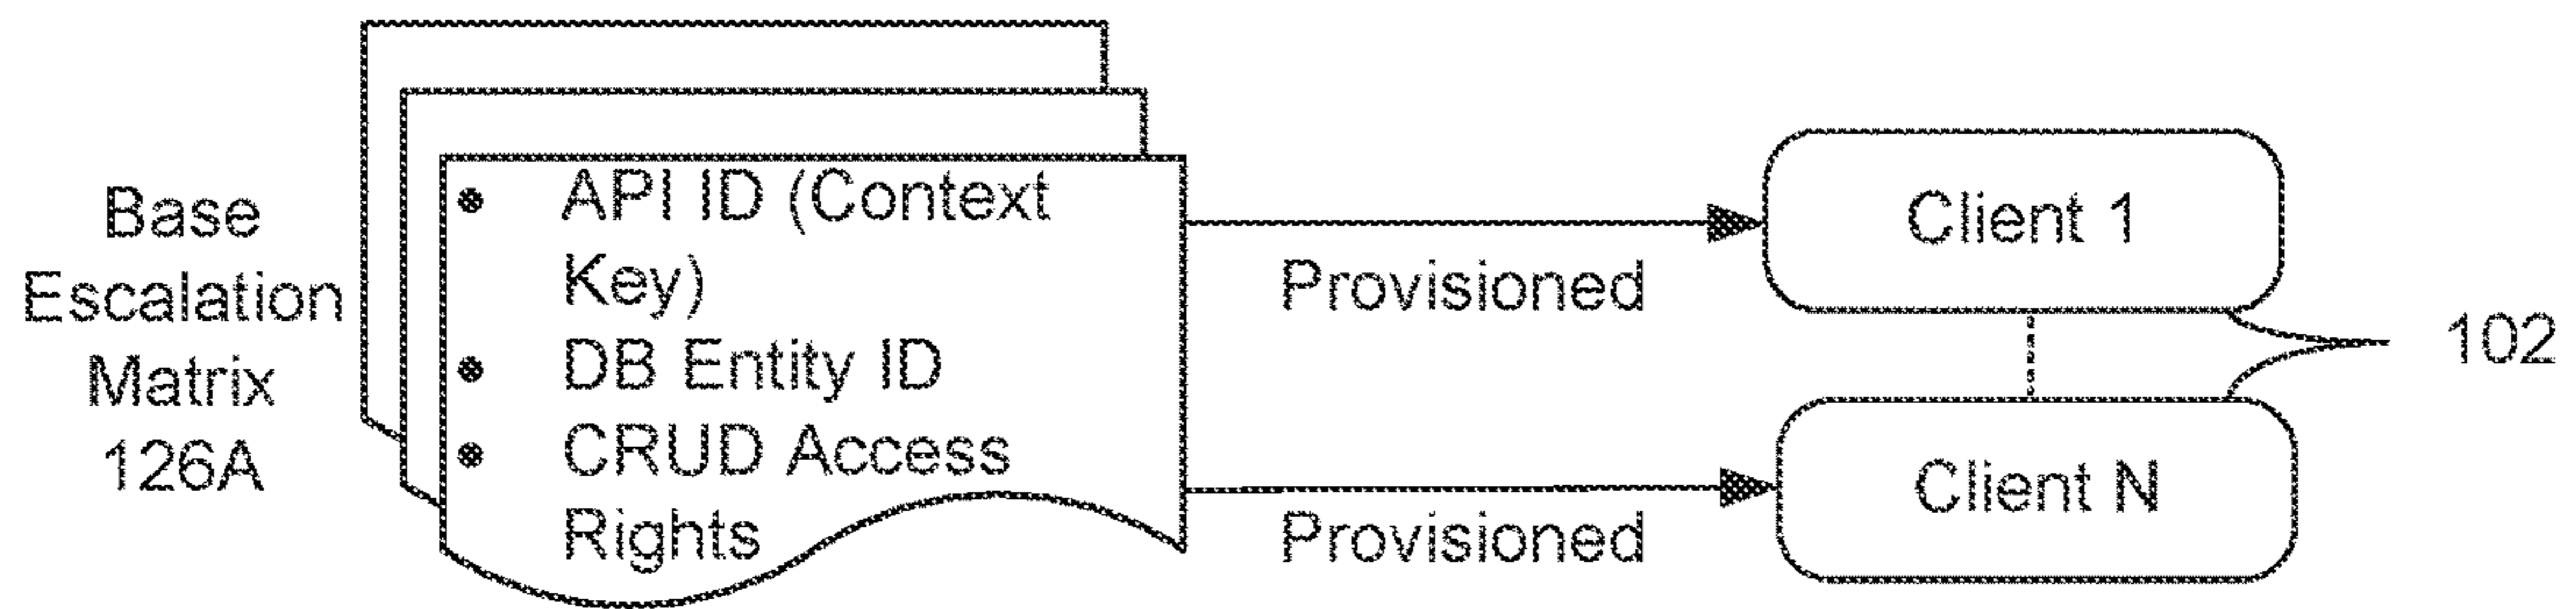 Base
Escalation
Matrix
126A
• API ID (Context
Key)
• DB Entity ID
• CRUD Access
Rights
Provisioned
Provisioned
Client 1
Client N
102